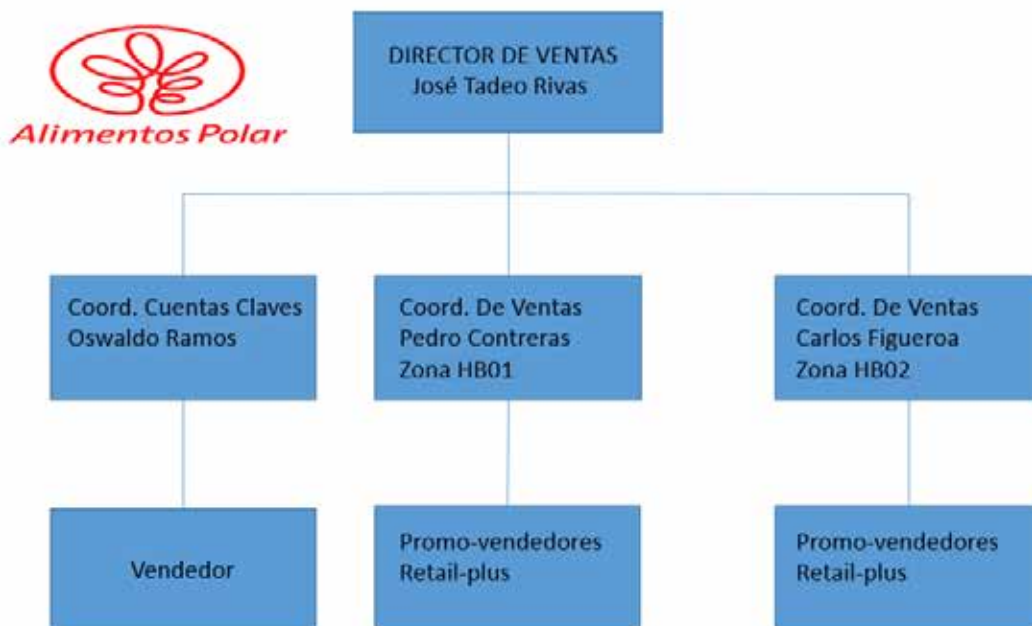 Alimentos Polar
DIRECTOR DE VENTAS
José Tadeo Rivas
Coord. Cuentas Claves
Oswaldo Ramos
Coord. De Ventas
Pedro Contreras
Zona HB01
Coord. De Ventas
Carlos Figueroa
Zona HB02
Vendedor
Promo-vendedores
Retail-plus
Promo-vendedores
Retail-plus